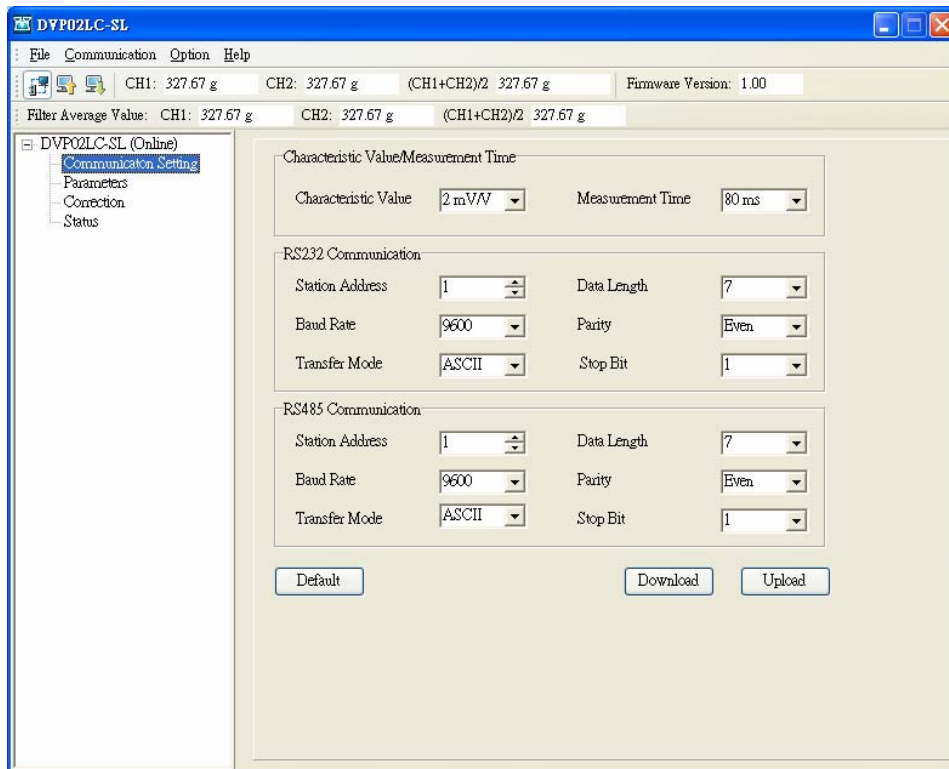 DVP02LC-SL
File Communication Option Help
CH1: 327.67 g CH2: 327.67 g (CH1+CH2)/2 327.67 g Firmware Version: 1.00
Filter Average Value: CH1: 327.67 g CH2: 327.67 g (CH1+CH2)/2 327.67 g
DVP02LC-SL (Online)
Communicaton Setting
Parameters
Correction
Status
Characteristic Value/Measurement Time
Characteristic Value 2 mV/V Measurement Time 80 ms
RS232 Communication
Station Address 1 Data Length 7
Baud Rate 9600 Parity Even
Transfer Mode ASCII Stop Bit 1
RS485 Communication
Station Address 1 Data Length 7
Baud Rate 9600 Parity Even
Transfer Mode ASCII Stop Bit 1
Default Download Upload